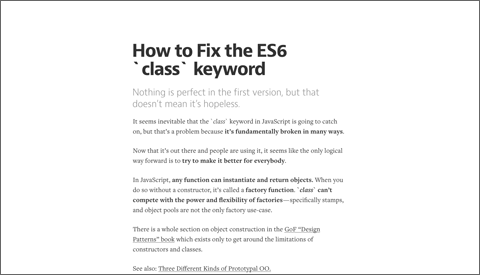 How to Fix the ES6
`class` keyword
Nothing is perfect in the first version, but that
doesn't mean it's hopeless.
It seems inevitable that the `class` keyword in JavaScript is going to catch
on, but that's a problem because it's fundamentally broken in many ways.
Now that it's out there and people are using it, it seems like the only logical
way forward is to try to make it better for everybody.
In JavaScript, any function can instantiate and return objects. When you
do so without a constructor, it's called a factory function. `class` can't
compete with the power and flexibility of factories—specifically stamps,
and object pools are not the only factory use-case.
There is a whole section on object construction in the GoF “Design
Patterns” book which exists only to get around the limitations of
constructors and classes.
See also: Three Different Kinds of Prototypal OO.